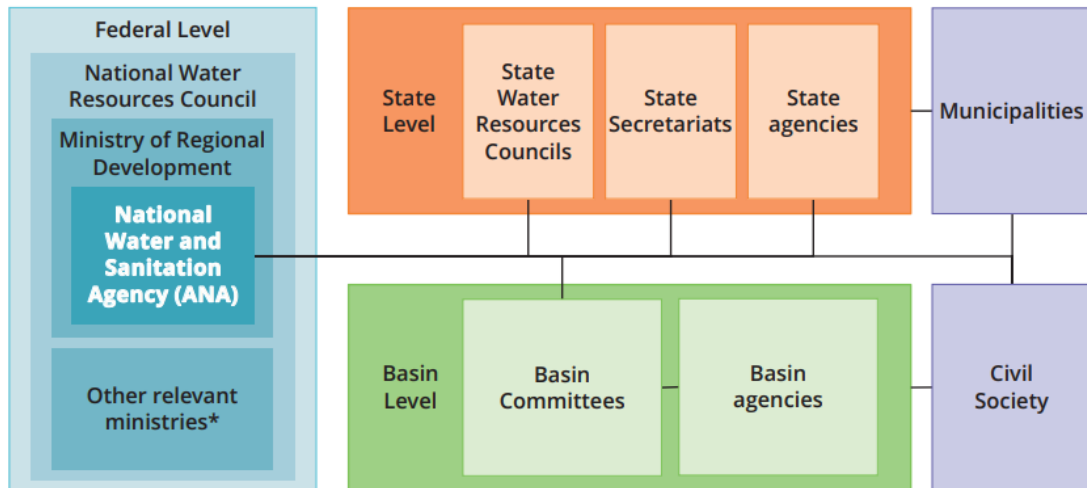 Federal Level
National Water
Resources Council
Ministry of Regional
Development
National
Water and
Sanitation
Agency (ANA)
Other relevant
ministries*
State
Level
State
Water
Resources
Councils
State
Secretariats
State
agencies
Municipalities
Basin
Level
Basin
Committees
Basin
agencies
Civil
Society